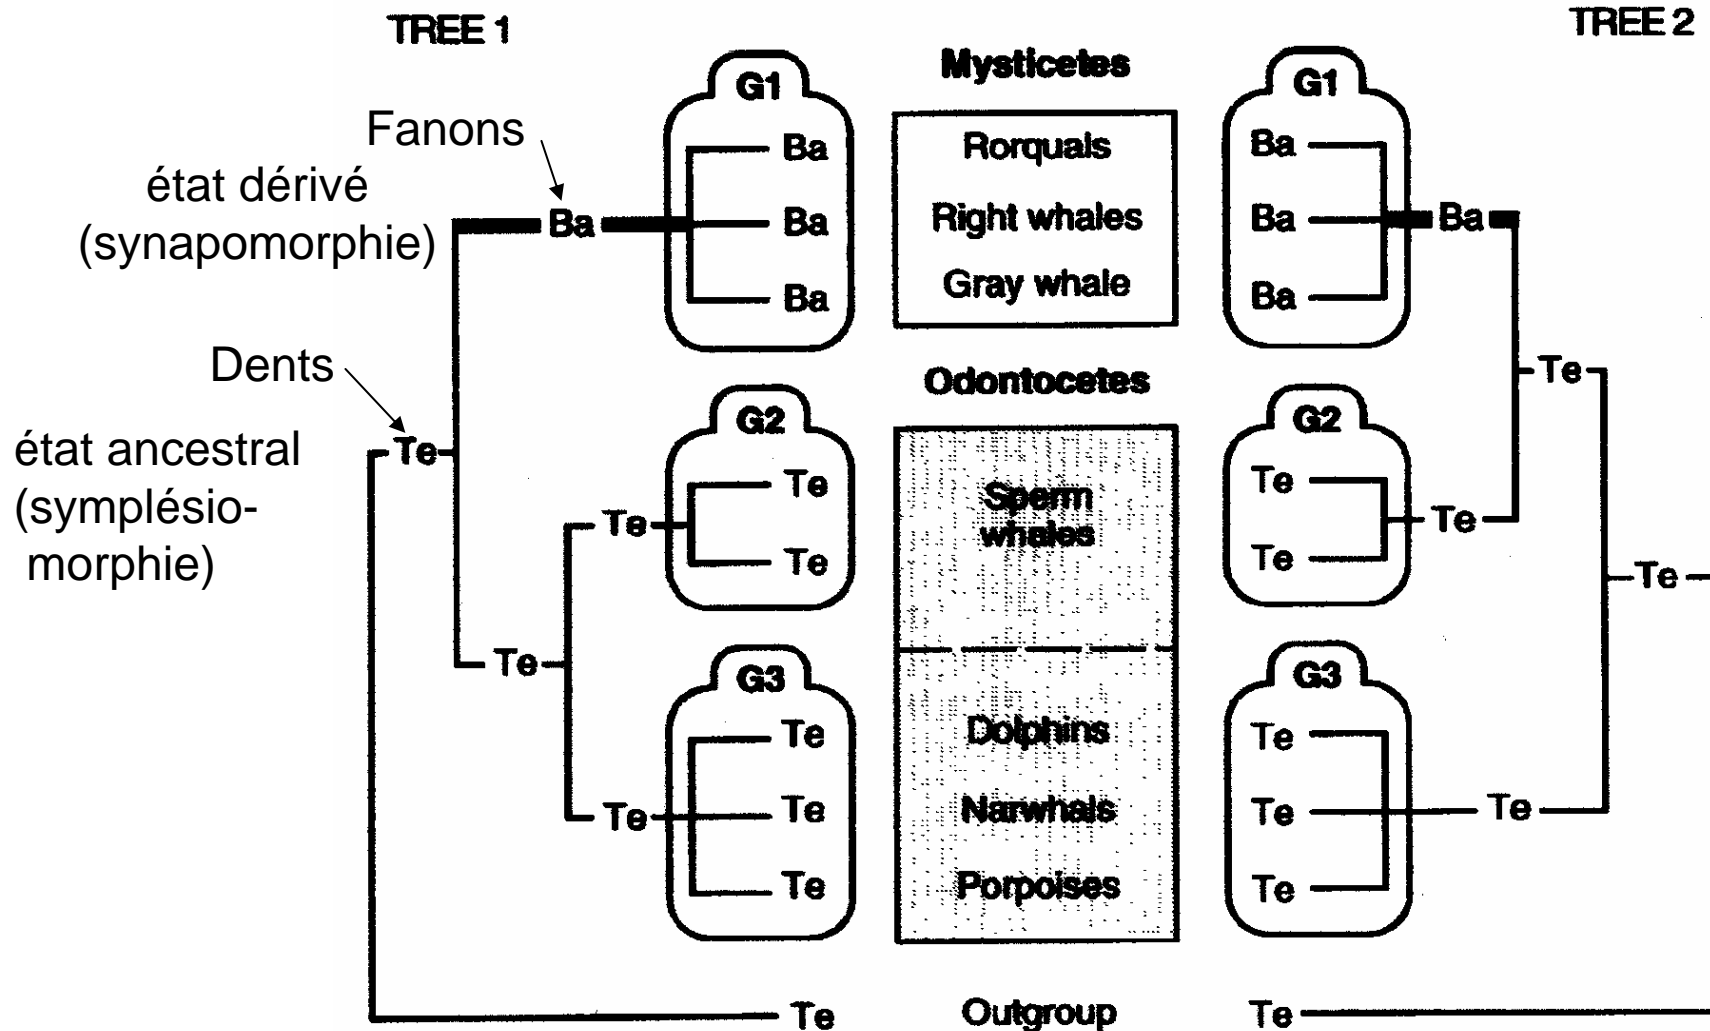 TREE 1
TREE 2
Fanons
état dérivé
(synapomorphie)
Dents
état ancestral
(symplésio-
morphie)
G1
Ba
Ba
Ba
Ba
Te
Te
G2
Te
Te
Te
Te
G3
Te
Te
Te
Te
Mysticetes
Rorquals
Right whales
Gray whale
Odontocetes
Sperm
whales
Dolphins
Narwhals
Porpoises
Outgroup
G1
Ba
Ba
Ba
Ba
Te
G2
Te
Te
Te
Te
G3
Te
Te
Te
Te
Te